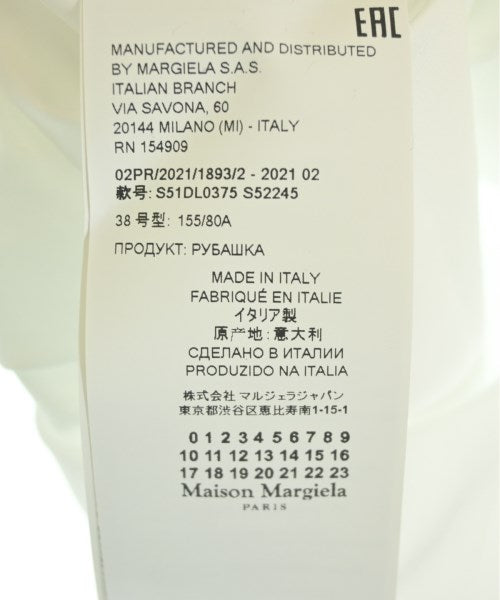 EAC
MANUFACTURED AND DISTRIBUTED
BY MARGIELA S.A.S.
ITALIAN BRANCH
VIA SAVONA, 60
20144 MILANO (MI) - ITALY
RN 154909
02PR/2021/1893/2 - 2021 02
款号: S51DL0375 S52245
38 号型: 155/80A
ПРОДУКТ: РУБАШКА
MADE IN ITALY
FABRIQUÉ EN ITALIE
イタリア製
原产地: 意大利
СДЕЛАНО В ИТАЛИИ
PRODUZIDO NA ITALIA
株式会社 マルジェラジャパン
東京都渋谷区恵比寿南1-15-1
0 1 2 3 4 5 6 7 8 9
10 11 12 13 14 15 16
17 18 19 20 21 22 23
Maison Margiela
PARIS